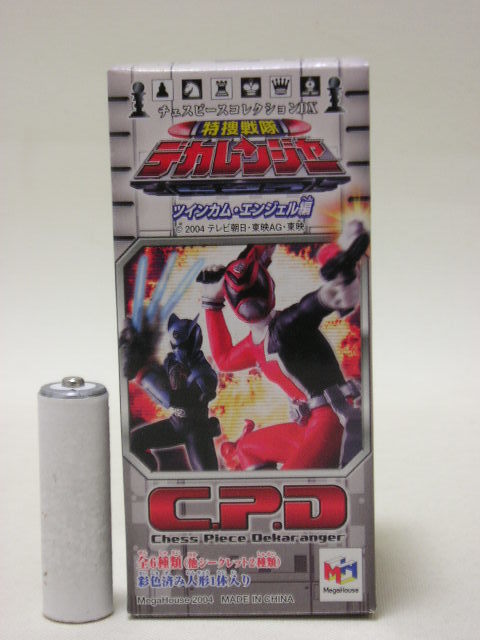 チェスピースコレクションDX
特捜戦隊
デカレンジャー
ツインカム・エンジェル編
© 2004 テレビ朝日・東映AG・東映
C.P.D
Chess Piece Dekaranger
全6種類(他シークレット2種類)
彩色済み人形1体入り
MegaHouse 2004 MADE IN CHINA
MegaHouse